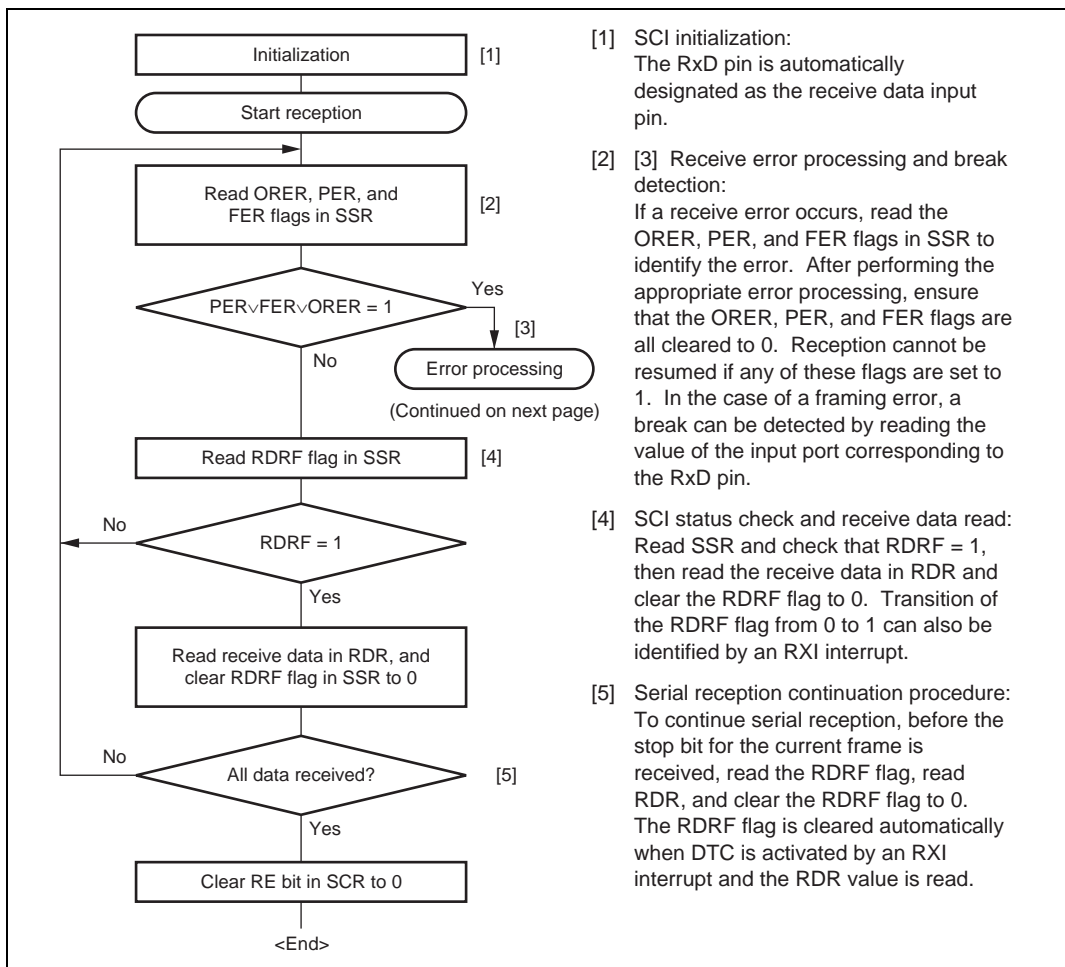 Initialization
[1]
Start reception
Read ORER, PER, and
FER flags in SSR
[2]
PER∨FER∨ORER = 1
Yes
[3]
No
Error processing
(Continued on next page)
Read RDRF flag in SSR
[4]
No
RDRF = 1
Yes
Read receive data in RDR, and
clear RDRF flag in SSR to 0
No
All data received?
[5]
Yes
Clear RE bit in SCR to 0
<End>
[1] SCI initialization:
The RxD pin is automatically
designated as the receive data input
pin.
[2] [3] Receive error processing and break
detection:
If a receive error occurs, read the
ORER, PER, and FER flags in SSR to
identify the error. After performing the
appropriate error processing, ensure
that the ORER, PER, and FER flags are
all cleared to 0. Reception cannot be
resumed if any of these flags are set to
1. In the case of a framing error, a
break can be detected by reading the
value of the input port corresponding to
the RxD pin.
[4] SCI status check and receive data read:
Read SSR and check that RDRF = 1,
then read the receive data in RDR and
clear the RDRF flag to 0. Transition of
the RDRF flag from 0 to 1 can also be
identified by an RXI interrupt.
[5] Serial reception continuation procedure:
To continue serial reception, before the
stop bit for the current frame is
received, read the RDRF flag, read
RDR, and clear the RDRF flag to 0.
The RDRF flag is cleared automatically
when DTC is activated by an RXI
interrupt and the RDR value is read.